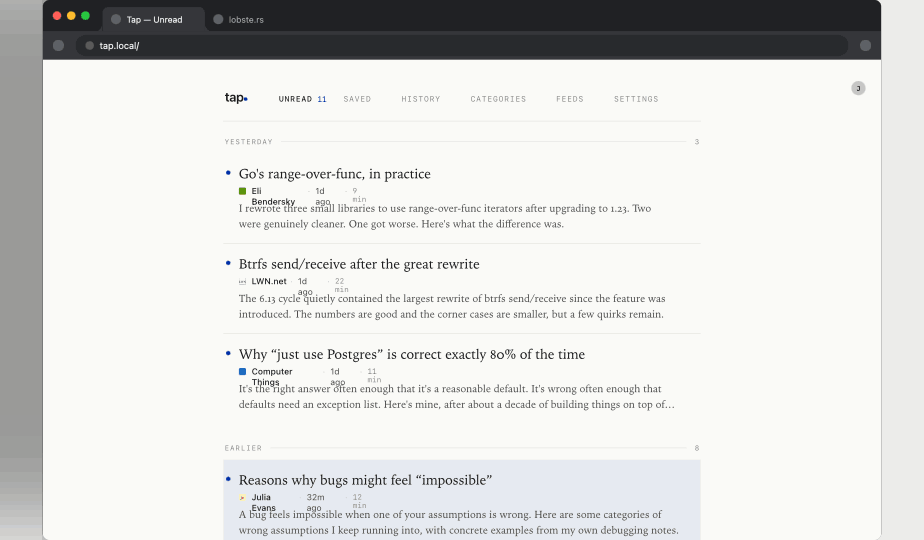 Tap — Unread
lobste.rs
tap.local/
tap
UNREAD 11 SAVED HISTORY CATEGORIES FEEDS SETTINGS
J
YESTERDAY 3
Go's range-over-func, in practice
Eli Bendersky · 1d ago · 9 min
I rewrote three small libraries to use range-over-func iterators after upgrading to 1.23. Two
were genuinely cleaner. One got worse. Here's what the difference was.
Btrfs send/receive after the great rewrite
LWN.net 1d ago · 22 min
The 6.13 cycle quietly contained the largest rewrite of btrfs send/receive since the feature was
introduced. The numbers are good and the corner cases are smaller, but a few quirks remain.
Why “just use Postgres” is correct exactly 80% of the time
Computer Things · 1d ago · 11 min
It's the right answer often enough that it's a reasonable default. It's wrong often enough that
defaults need an exception list. Here's mine, after about a decade of building things on top of…
EARLIER 8
Reasons why bugs might feel “impossible”
Julia Evans · 32m ago · 12 min
A bug feels impossible when one of your assumptions is wrong. Here are some categories of
wrong assumptions I keep running into, with concrete examples from my own debugging notes.